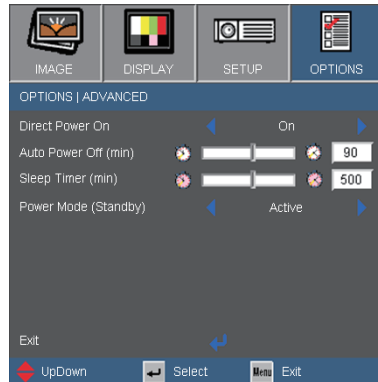 IMAGE DISPLAY SETUP OPTIONS
OPTIONS | ADVANCED
Direct Power On On
Auto Power Off (min) 90
Sleep Timer (min) 500
Power Mode (Standby) Active
Exit
UpDown Select Menu Exit